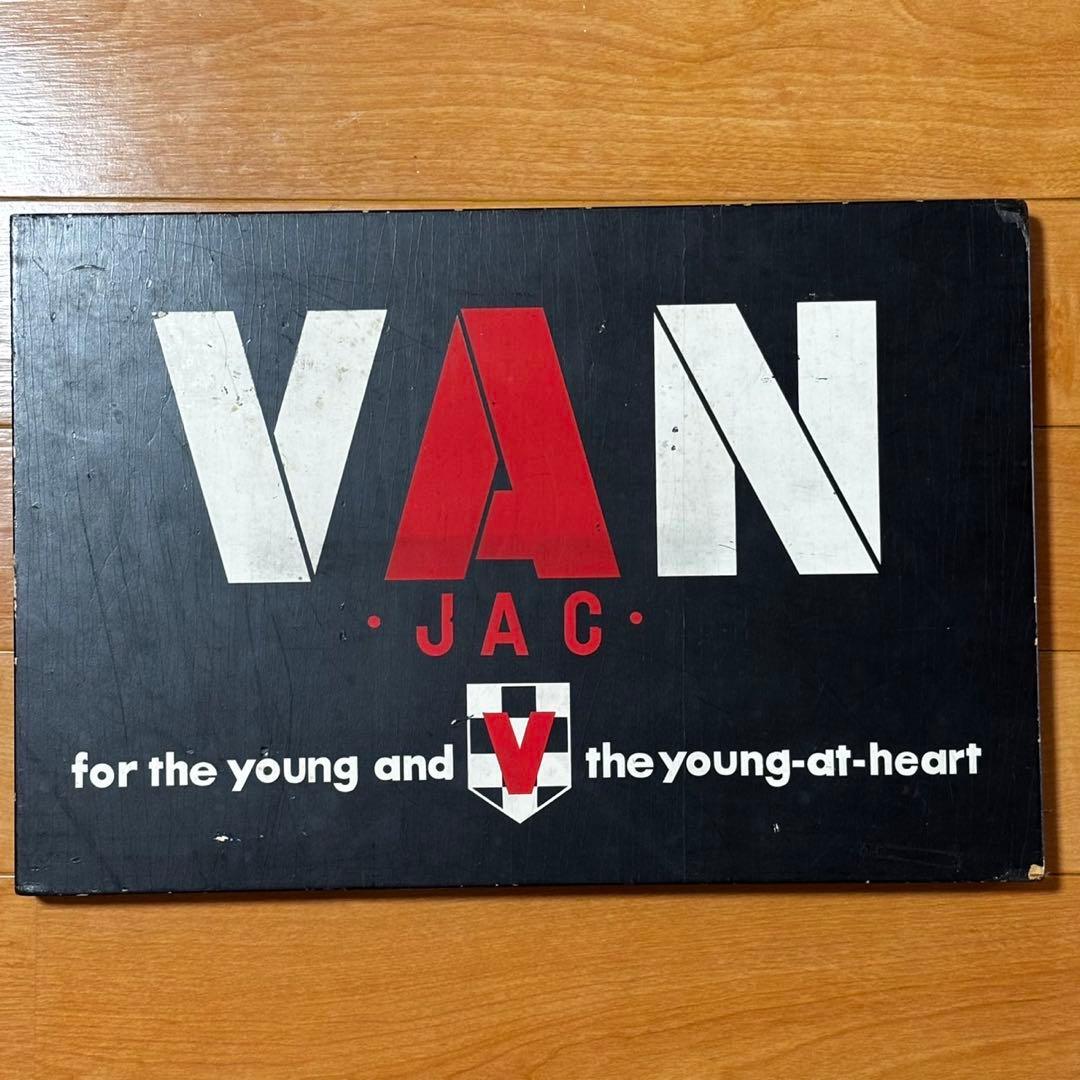 VAN
·JAC·
for the young and V the young-at-heart